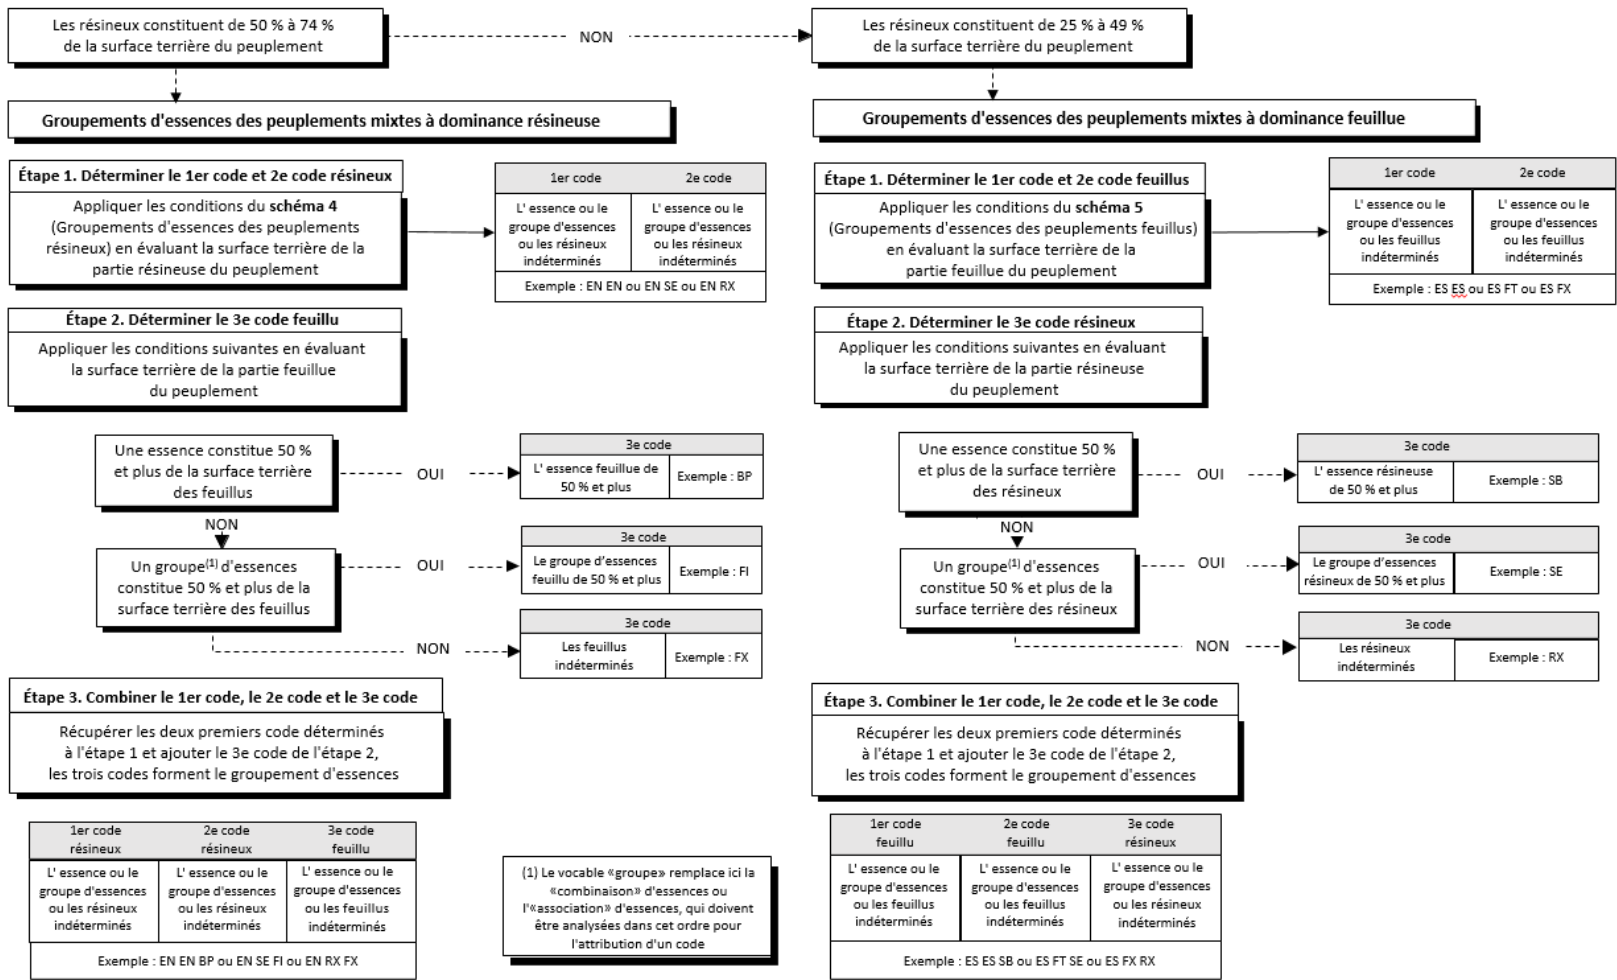 Les résineux constituent de 50 % à 74 %
de la surface terrière du peuplement
NON
Les résineux constituent de 25 % à 49 %
de la surface terrière du peuplement
Groupements d'essences des peuplements mixtes à dominance résineuse
Étape 1. Déterminer le 1er code et 2e code résineux
Appliquer les conditions du schéma 4
(Groupements d'essences des peuplements
résineux) en évaluant la surface terrière de la
partie résineuse du peuplement
1er code
2e code
L' essence ou le
groupe d'essences
ou les résineux
indéterminés
L' essence ou le
groupe d'essences
ou les résineux
indéterminés
Exemple : EN EN ou EN SE ou EN RX
Étape 2. Déterminer le 3e code feuillu
Appliquer les conditions suivantes en évaluant
la surface terrière de la partie feuillue
du peuplement
Une essence constitue 50 %
et plus de la surface terrière
des feuillus
OUI
3e code
L' essence feuillue de
50 % et plus
Exemple : BP
NON
Un groupe(1) d'essences
constitue 50 % et plus de la
surface terrière des feuillus
OUI
3e code
Le groupe d'essences
feuillu de 50 % et plus
Exemple : FI
NON
3e code
Les feuillus
indéterminés
Exemple : FX
Étape 3. Combiner le 1er code, le 2e code et le 3e code
Récupérer les deux premiers code déterminés
à l'étape 1 et ajouter le 3e code de l'étape 2,
les trois codes forment le groupement d'essences
1er code
résineux
2e code
résineux
3e code
feuillu
L' essence ou le
groupe d'essences
ou les résineux
indéterminés
L' essence ou le
groupe d'essences
ou les résineux
indéterminés
L' essence ou le
groupe d'essences
ou les feuillus
indéterminés
Exemple : EN EN BP ou EN SE FI ou EN RX FX
(1) Le vocable «groupe» remplace ici la
«combinaison» d'essences ou
l'«association» d'essences, qui doivent
être analysées dans cet ordre pour
l'attribution d'un code
Groupements d'essences des peuplements mixtes à dominance feuillue
Étape 1. Déterminer le 1er code et 2e code feuillus
Appliquer les conditions du schéma 5
(Groupements d'essences des peuplements feuillus)
en évaluant la surface terrière de la
partie feuillue du peuplement
1er code
2e code
L' essence ou le
groupe d'essences
ou les feuillus
indéterminés
L' essence ou le
groupe d'essences
ou les feuillus
indéterminés
Exemple : ES ES ou ES FT ou ES FX
Étape 2. Déterminer le 3e code résineux
Appliquer les conditions suivantes en évaluant
la surface terrière de la partie résineuse
du peuplement
Une essence constitue 50 %
et plus de la surface terrière
des résineux
OUI
3e code
L' essence résineuse
de 50 % et plus
Exemple : SB
NON
Un groupe(1) d'essences
constitue 50 % et plus de la
surface terrière des résineux
OUI
3e code
Le groupe d'essences
résineux de 50 % et plus
Exemple : SE
NON
3e code
Les résineux
indéterminés
Exemple : RX
Étape 3. Combiner le 1er code, le 2e code et le 3e code
Récupérer les deux premiers code déterminés
à l'étape 1 et ajouter le 3e code de l'étape 2,
les trois codes forment le groupement d'essences
1er code
feuillu
2e code
feuillu
3e code
résineux
L' essence ou le
groupe d'essences
ou les feuillus
indéterminés
L' essence ou le
groupe d'essences
ou les feuillus
indéterminés
L' essence ou le
groupe d'essences
ou les résineux
indéterminés
Exemple : ES ES SB ou ES FT SE ou ES FX RX